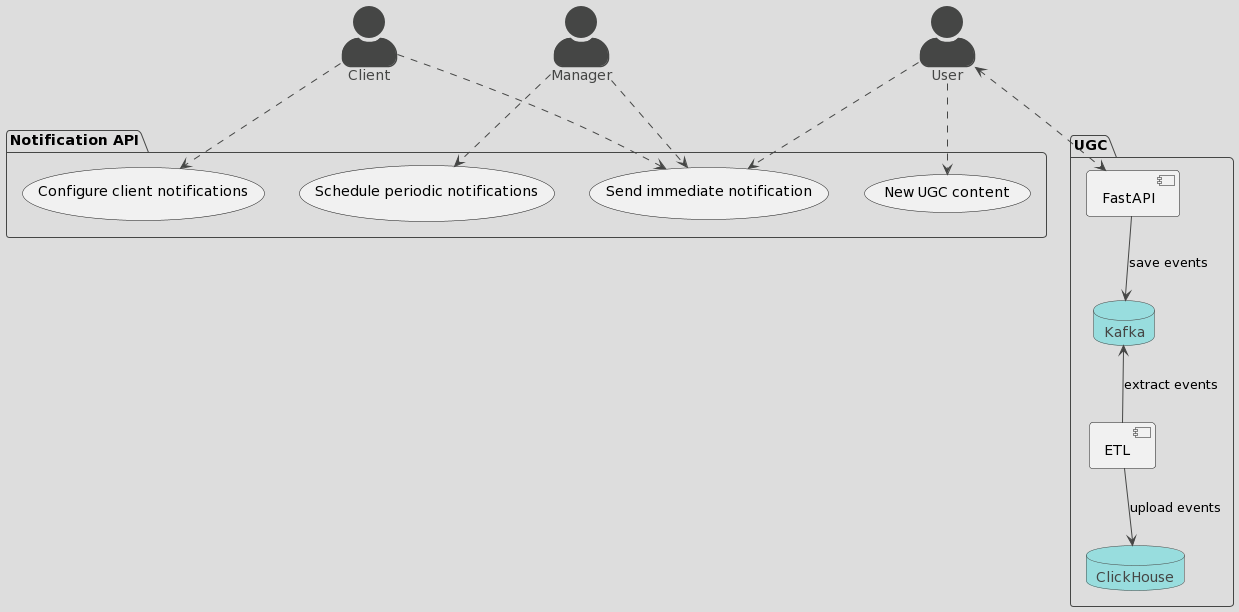 Client
Manager
User
Notification API
UGC
Configure client notifications
Schedule periodic notifications
Send immediate notification
New UGC content
FastAPI
save events
Kafka
extract events
ETL
upload events
ClickHouse